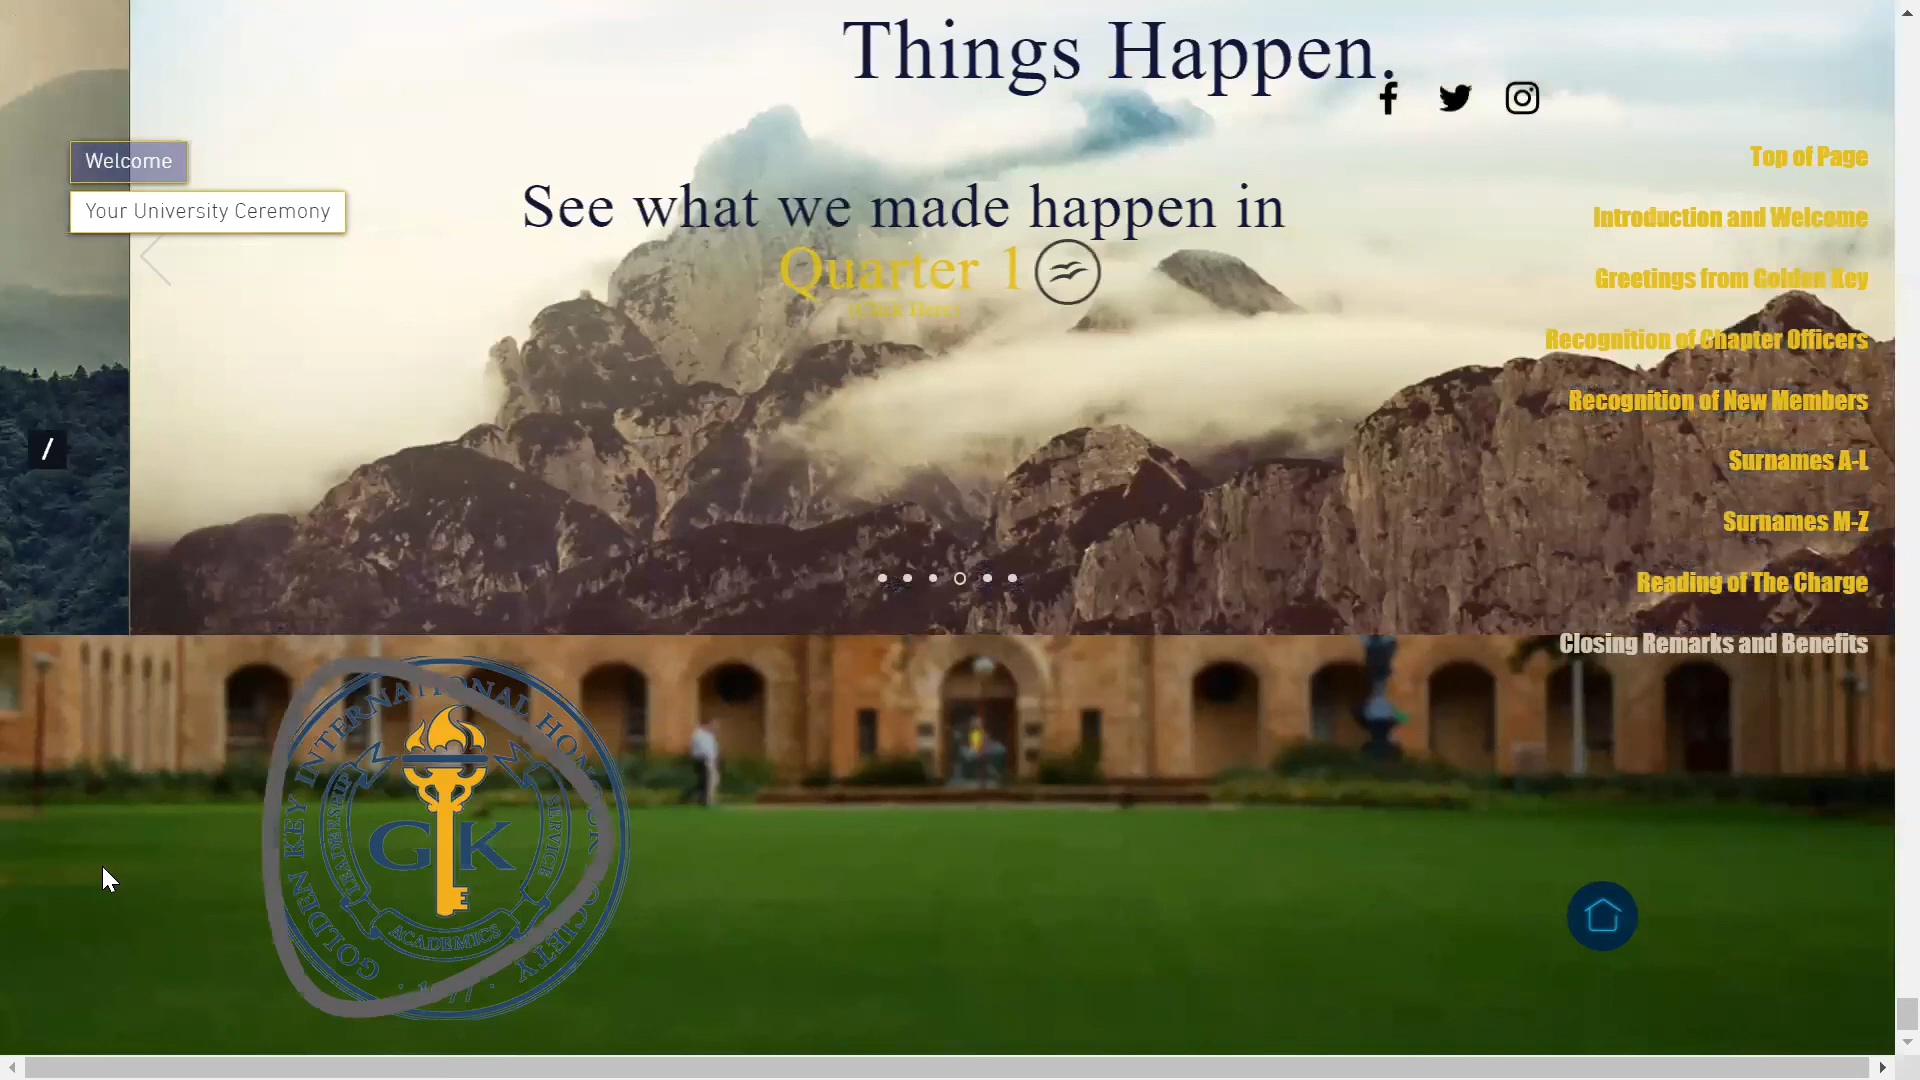 Things Happen.
Welcome
Your University Ceremony
See what we made happen in
Quarter 1
(Click Here)
/
Top of Page
Introduction and Welcome
Greetings from Golden Key
Recognition of Chapter Officers
Recognition of New Members
Surnames A-L
Surnames M-Z
Reading of The Charge
Closing Remarks and Benefits
GOLDEN KEY INTERNATIONAL HONOUR SOCIETY
LEADERSHIP
SERVICE
GK
ACADEMICS